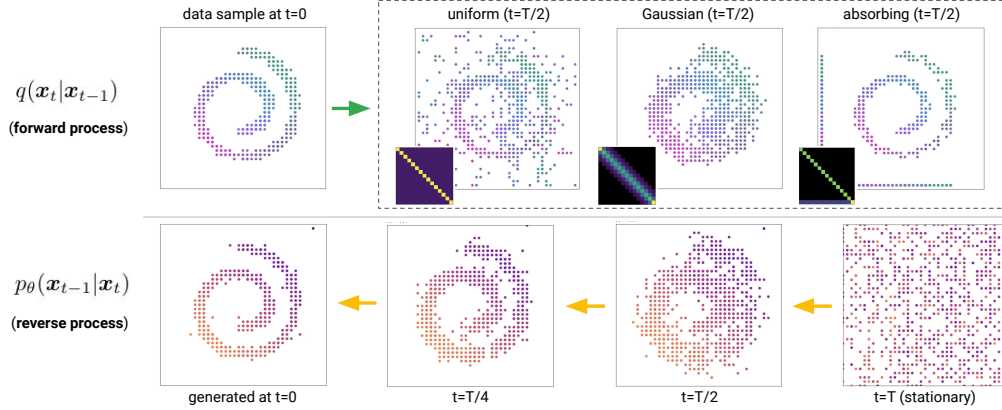 data sample at t=0
uniform (t=T/2)
Gaussian (t=T/2)
absorbing (t=T/2)
q(x_t|x_{t-1})
(forward process)
p_θ(x_{t-1}|x_t)
(reverse process)
generated at t=0
t=T/4
t=T/2
t=T (stationary)